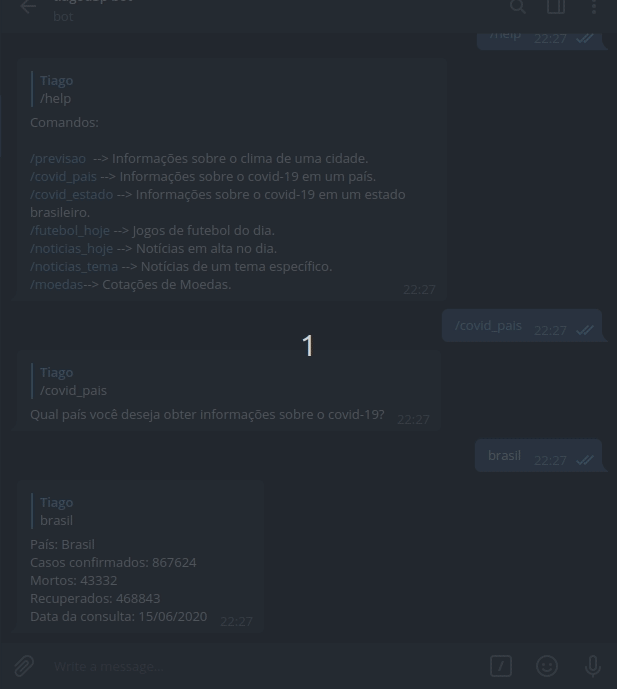 bot
/help 22:27
Tiago
/help
Comandos:
/previsao --> Informações sobre o clima de uma cidade.
/covid_pais --> Informações sobre o covid-19 em um país.
/covid_estado --> Informações sobre o covid-19 em um estado
brasileiro.
/futebol_hoje --> Jogos de futebol do dia.
/noticias_hoje --> Notícias em alta no dia.
/noticias_tema --> Notícias de um tema específico.
/moedas--> Cotações de Moedas.
22:27
/covid_pais 22:27
1
Tiago
/covid_pais
Qual país você deseja obter informações sobre o covid-19? 22:27
brasil 22:27
Tiago
brasil
País: Brasil
Casos confirmados: 867624
Mortos: 43332
Recuperados: 468843
Data da consulta: 15/06/2020 22:27
Write a message...